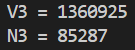 V3 = 1360925
N3 = 85287